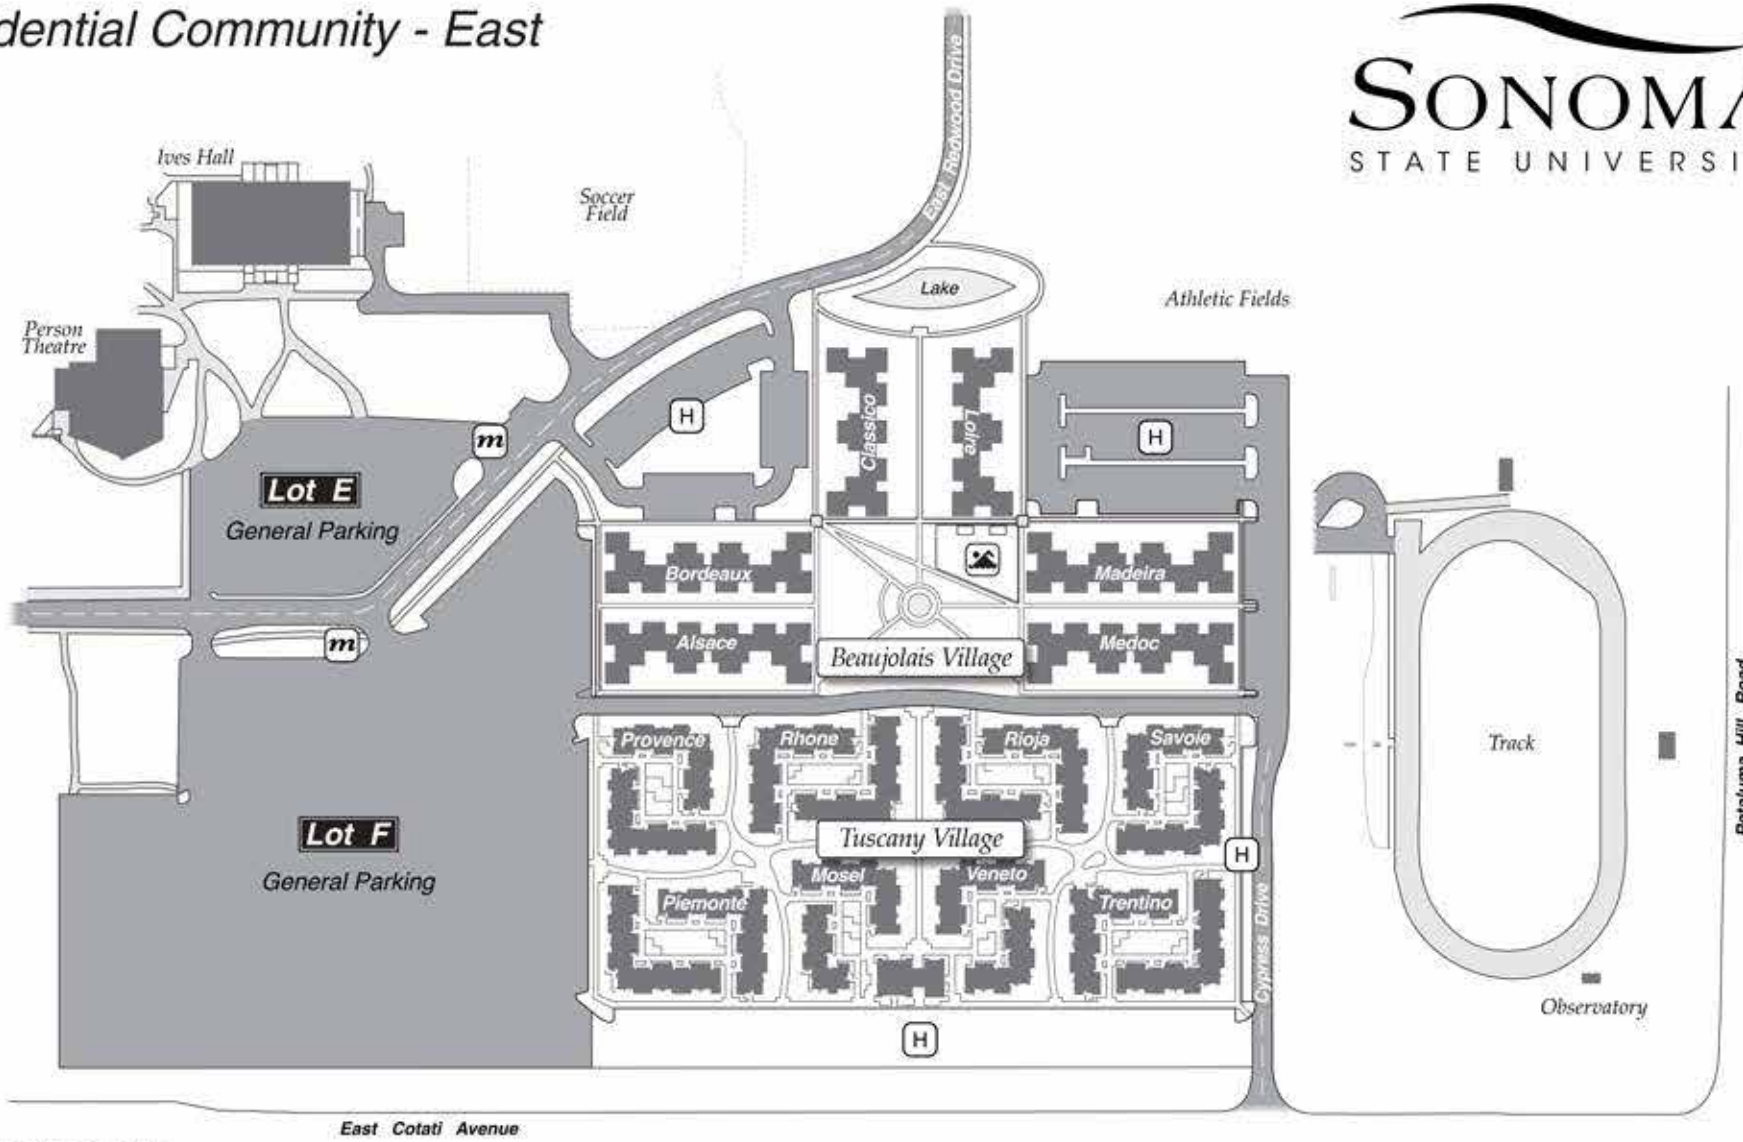 dential Community - East
SONOMA
STATE UNIVERSI
East Redwood Drive
Ives Hall
Soccer
Field
Lake
Athletic Fields
Person
Theatre
H
Classico
Loire
H
m
Lot E
General Parking
Bordeaux
Madeira
m
Alsace
Medoc
Beaujolais Village
Provence
Rhone
Rioja
Savoie
Track
Petaluma Hill Road
Lot F
General Parking
Tuscany Village
H
Mosel
Veneto
Piemonte
Trentino
Cypress Drive
Observatory
H
East Cotati Avenue